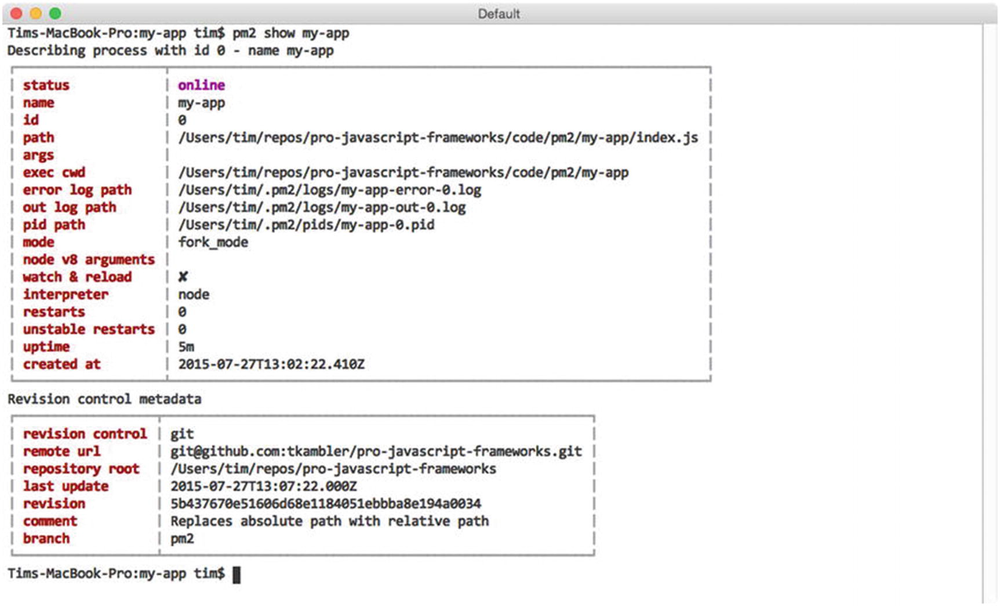 Default
Tims-MacBook-Pro:my-app tim$ pm2 show my-app
Describing process with id 0 - name my-app
status online
name my-app
id 0
path /Users/tim/repos/pro-javascript-frameworks/code/pm2/my-app/index.js
args
exec cwd /Users/tim/repos/pro-javascript-frameworks/code/pm2/my-app
error log path /Users/tim/.pm2/logs/my-app-error-0.log
out log path /Users/tim/.pm2/logs/my-app-out-0.log
pid path /Users/tim/.pm2/pids/my-app-0.pid
mode fork_mode
node v8 arguments
watch & reload ✘
interpreter node
restarts 0
unstable restarts 0
uptime 5m
created at 2015-07-27T13:02:22.410Z
Revision control metadata
revision control git
remote url git@github.com:tkambler/pro-javascript-frameworks.git
repository root /Users/tim/repos/pro-javascript-frameworks
last update 2015-07-27T13:07:22.000Z
revision 5b437670e51606d68e1184051ebbba8e194a0034
comment Replaces absolute path with relative path
branch pm2
Tims-MacBook-Pro:my-app tim$